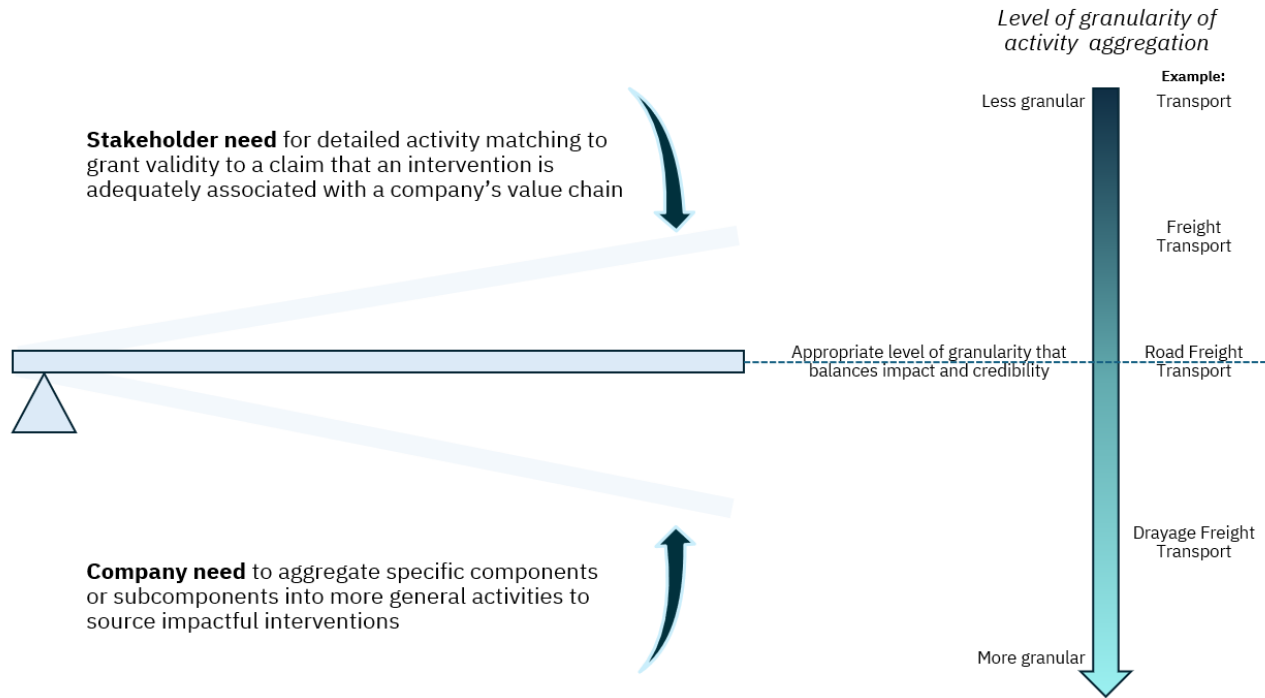 Level of granularity of
activity aggregation
Example:
Less granular
Transport
Stakeholder need for detailed activity matching to
grant validity to a claim that an intervention is
adequately associated with a company's value chain
Freight
Transport
Appropriate level of granularity that
balances impact and credibility
Road Freight
Transport
Drayage Freight
Transport
Company need to aggregate specific components
or subcomponents into more general activities to
source impactful interventions
More granular